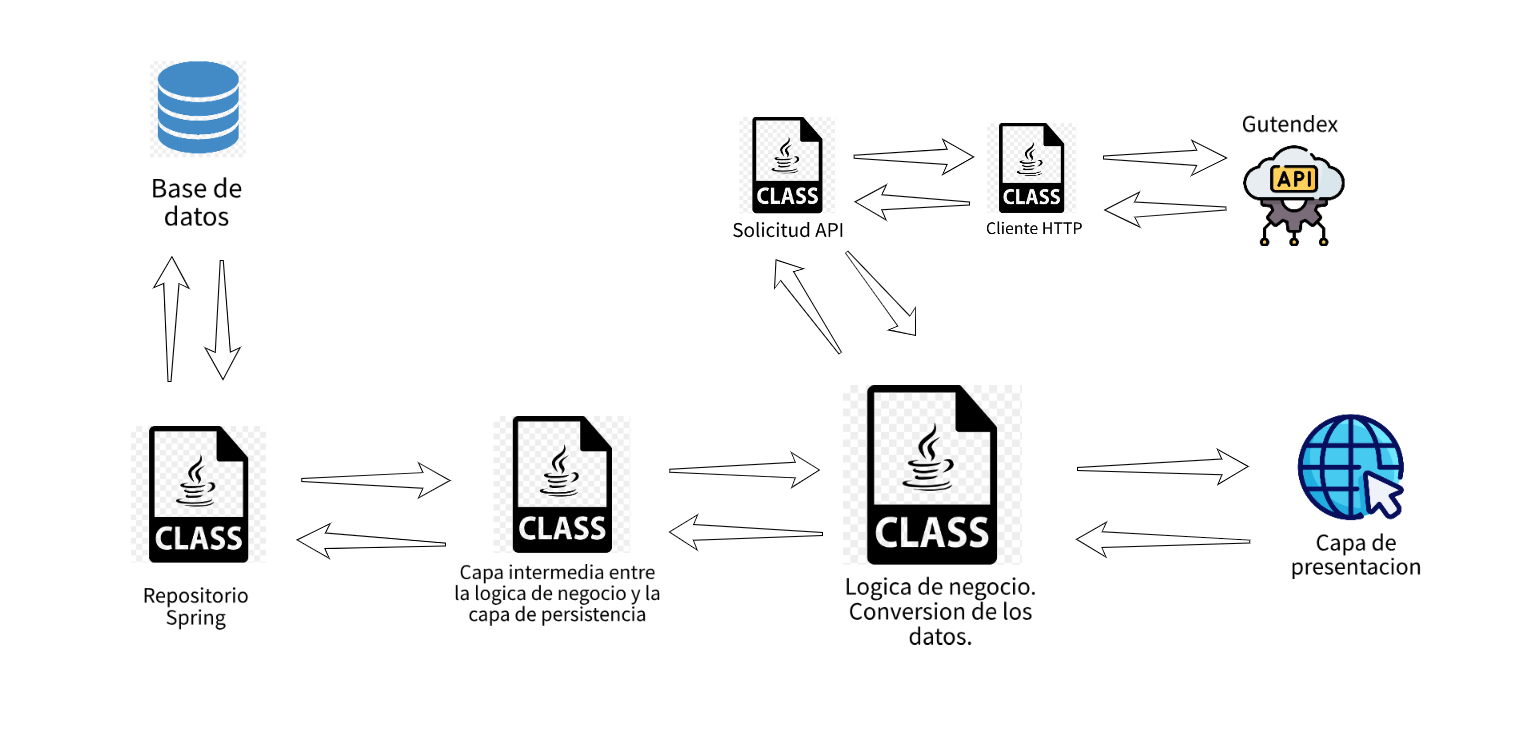 Base de
datos
CLASS
Solicitud API
CLASS
Cliente HTTP
Gutendex
API
CLASS
Repositorio
Spring
CLASS
Capa intermedia entre
la logica de negocio y la
capa de persistencia
CLASS
Logica de negocio.
Conversion de los
datos.
Capa de
presentacion